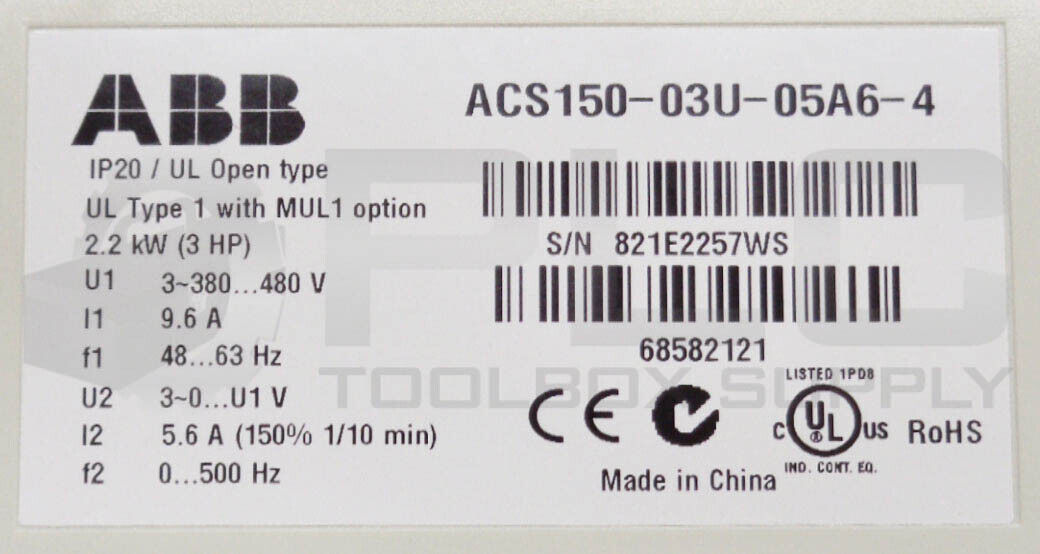 ABB
ACS150-03U-05A6-4
IP20 / UL Open type
UL Type 1 with MUL1 option
2.2 kW (3 HP)
U1 3~380...480 V
I1 9.6 A
f1 48...63 Hz
U2 3~0...U1 V
I2 5.6 A (150% 1/10 min)
f2 0...500 Hz
S/N 821E2257WS
68582121
CE
LISTED 1PD8
C UL US
®
IND. CONT. EQ.
RoHS
Made in China
PLC
TOOLBOX SUPPLY